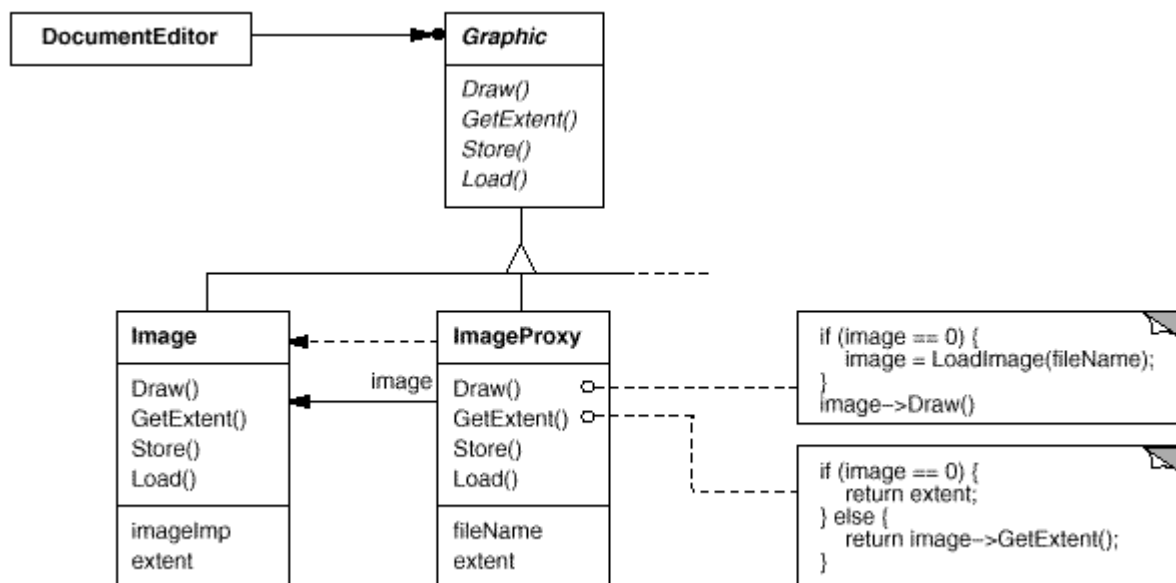 DocumentEditor
Graphic
Draw()
GetExtent()
Store()
Load()
Image
Draw()
GetExtent()
Store()
Load()
imageImp
extent
image
ImageProxy
Draw()
GetExtent()
Store()
Load()
fileName
extent
if (image == 0) {
image = LoadImage(fileName);
}
image–>Draw()
if (image == 0) {
return extent;
} else {
return image–>GetExtent();
}